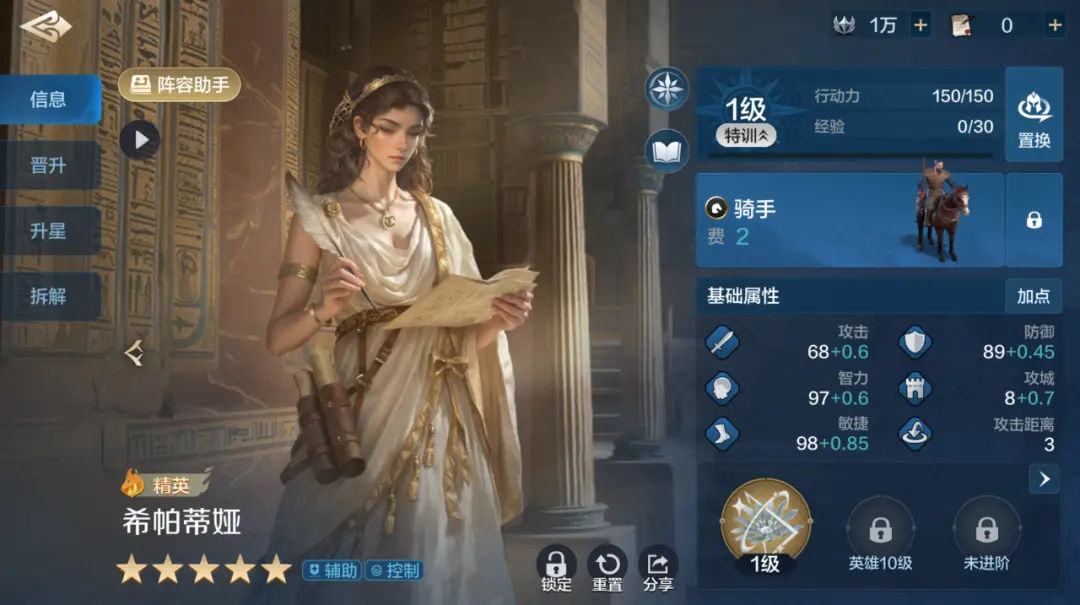 1万
0
信息
阵容助手
晋升
升星
拆解
1级
特训
行动力 150/150
经验 0/30
置换
骑手
费 2
基础属性
加点
攻击
68+0.6
防御
89+0.45
智力
97+0.6
攻城
8+0.7
敏捷
98+0.85
攻击距离
3
精英
希帕蒂娅
辅助
控制
锁定
重置
分享
1级
英雄10级
未进阶